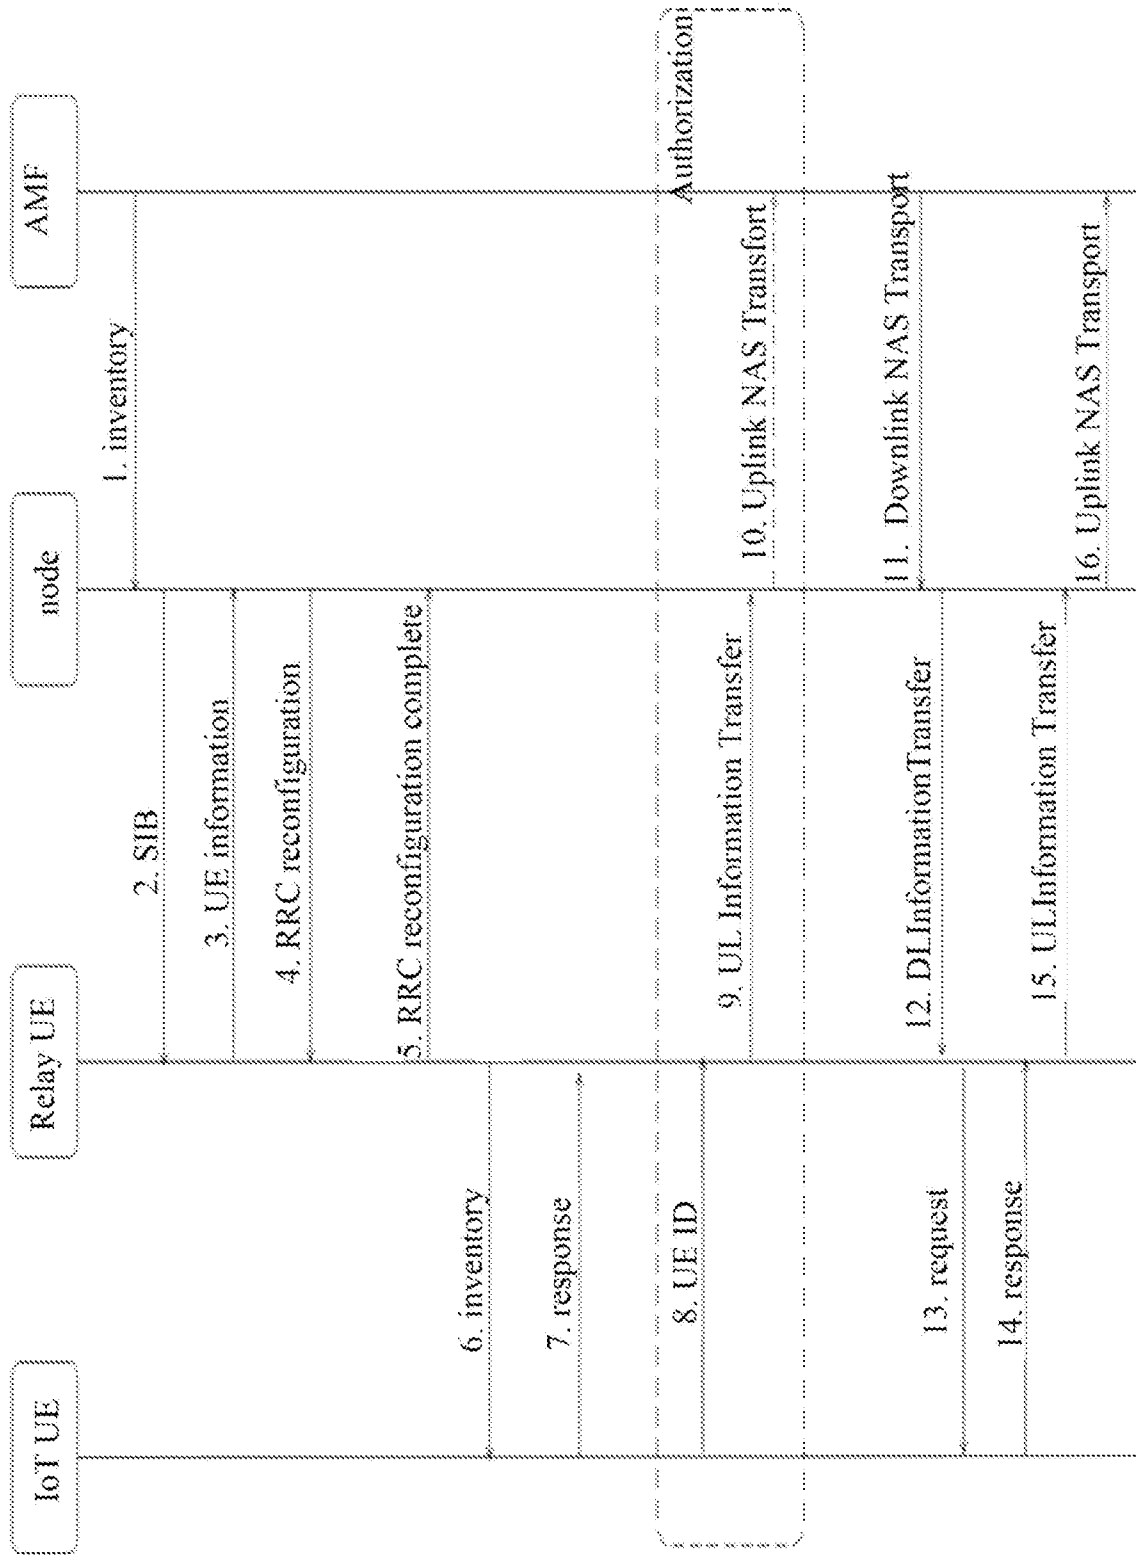 IoT UE
Relay UE
node
AMF
1. inventory
2. SIB
3. UE information
4. RRC reconfiguration
5. RRC reconfiguration complete
6. inventory
7. response
Authorization
8. UE ID
9. UL Information Transfer
10. Uplink NAS Transfort
11. Downlink NAS Transport
12. DLInformationTransfer
13. request
14. response
15. ULInformation Transfer
16. Uplink NAS Transport